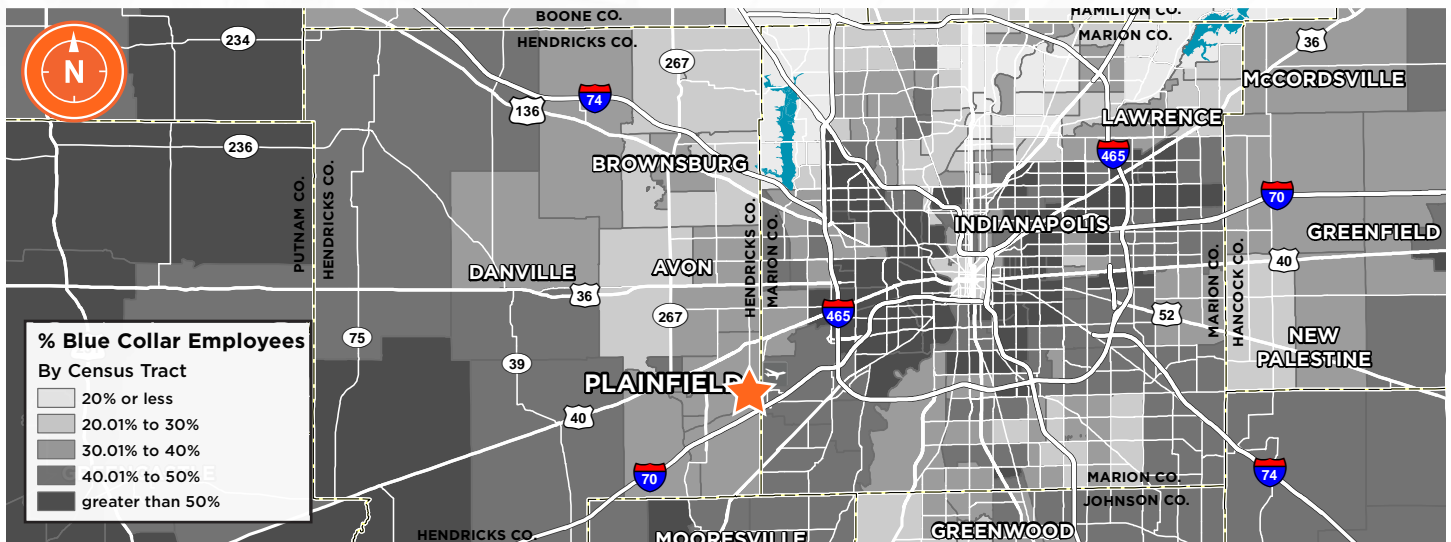 BOONE CO.
HENDRICKS CO.
HAMILTON CO.
MARION CO.
N
234
267
36
McCORDSVILLE
74
136
LAWRENCE
236
BROWNSBURG
465
PUTNAM CO.
HENDRICKS CO.
70
HENDRICKS CO.
MARION CO.
INDIANAPOLIS
GREENFIELD
MARION CO.
HANCOCK CO.
40
DANVILLE
AVON
36
267
465
52
NEW
PALESTINE
75
39
PLAINFIELD
40
70
74
% Blue Collar Employees
By Census Tract
20% or less
20.01% to 30%
30.01% to 40%
40.01% to 50%
greater than 50%
MARION CO.
JOHNSON CO.
HENDRICKS CO.
MOORESVILLE
GREENWOOD